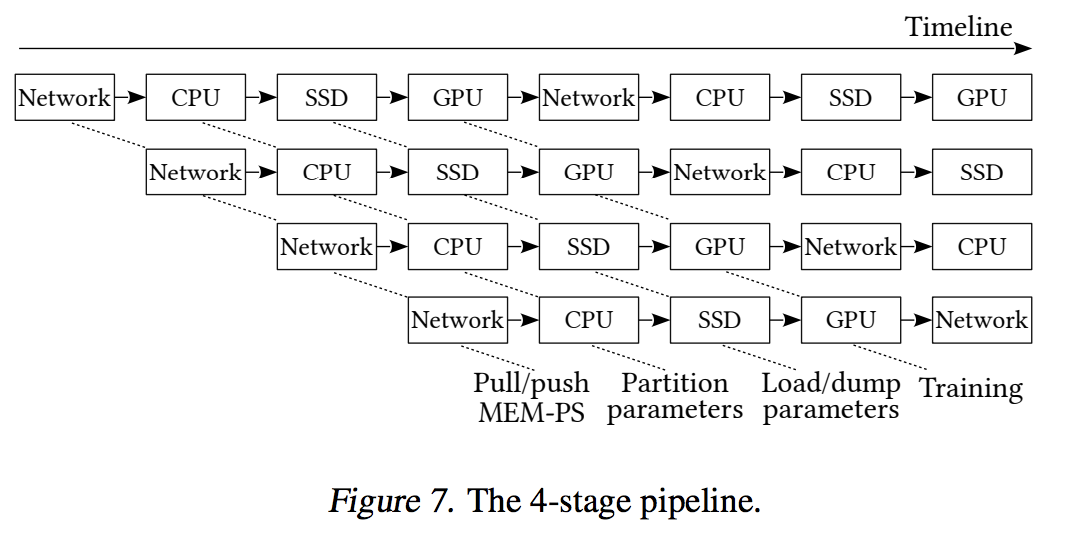 Timeline
Network CPU SSD GPU Network CPU SSD GPU
Network CPU SSD GPU Network CPU SSD
Network CPU SSD GPU Network CPU
Network CPU SSD GPU Network
Pull/push Partition Load/dump Training
MEM-PS parameters parameters
Figure 7. The 4-stage pipeline.